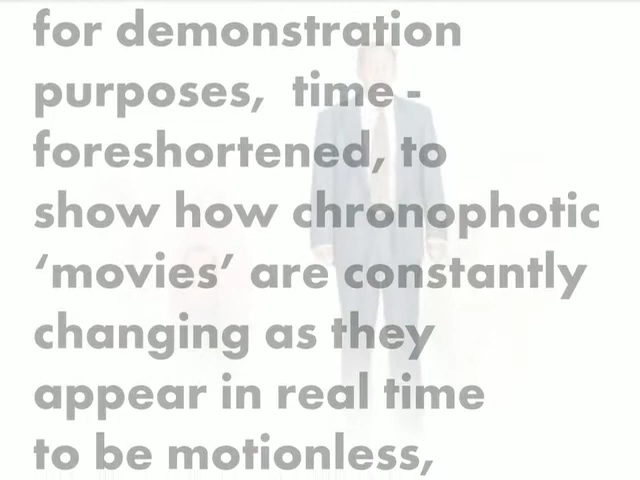 for demonstration
purposes,  time -
foreshortened, to
show how chronophotic
‘movies’ are constantly
changing as they
appear in real time
to be motionless,